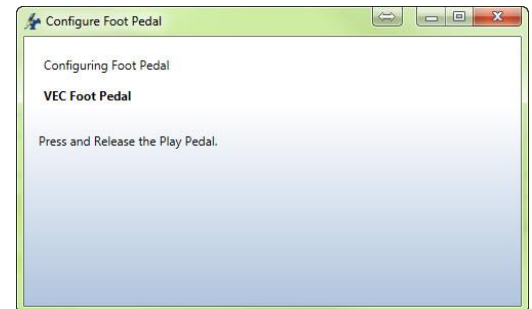 Configure Foot Pedal
Configuring Foot Pedal
VEC Foot Pedal
Press and Release the Play Pedal.